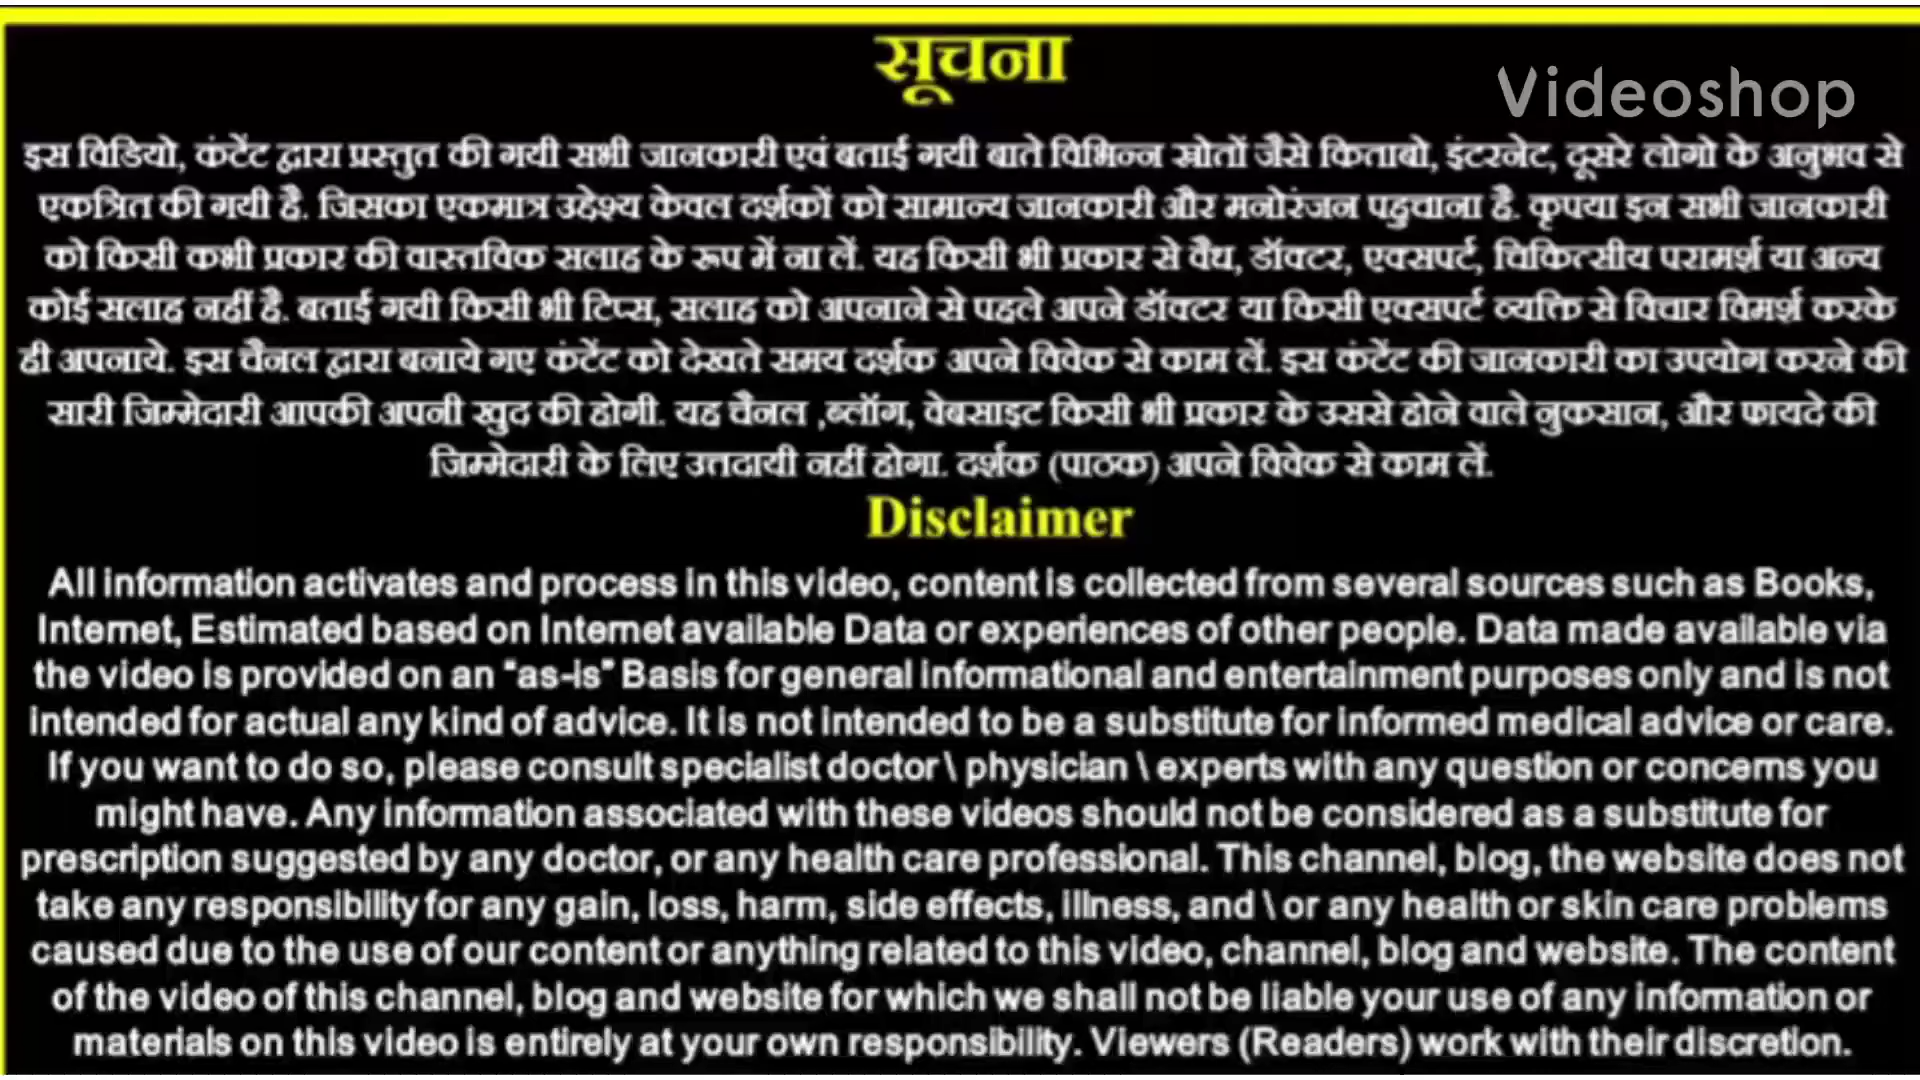 सूचना
Videoshop
इस विडियो, कंटेंट द्वारा प्रस्तुत की गयी सभी जानकारी एवं बताई गयी बाते विभिन्न स्रोतों जैसे किताबो, इंटरनेट, दूसरे लोगो के अनुभव से
एकत्रित की गयी है. जिसका एकमात्र उद्देश्य केवल दर्शकों को सामान्य जानकारी और मनोरंजन पहुचाना है. कृपया इन सभी जानकारी
को किसी कभी प्रकार की वास्तविक सलाह के रूप में ना लें. यह किसी भी प्रकार से वैध, डॉक्टर, एक्सपर्ट, चिकित्सीय परामर्श या अन्य
कोई सलाह नहीं है. बताई गयी किसी भी टिप्स, सलाह को अपनाने से पहले अपने डॉक्टर या किसी एक्सपर्ट व्यक्ति से विचार विमर्श करके
ही अपनाये. इस चैनल द्वारा बनाये गए कंटेंट को देखते समय दर्शक अपने विवेक से काम लें. इस कंटेंट की जानकारी का उपयोग करने की
सारी जिम्मेदारी आपकी अपनी खुद की होगी. यह चैनल ,ब्लॉग, वेबसाइट किसी भी प्रकार के उससे होने वाले नुकसान, और फायदे की
जिम्मेदारी के लिए उत्तदायी नहीं होगा. दर्शक (पाठक) अपने विवेक से काम लें.
Disclaimer
All information activates and process in this video, content is collected from several sources such as Books,
Internet, Estimated based on Internet available Data or experiences of other people. Data made available via
the video is provided on an "as-is" Basis for general informational and entertainment purposes only and is not
intended for actual any kind of advice. It is not intended to be a substitute for informed medical advice or care.
If you want to do so, please consult specialist doctor \ physician \ experts with any question or concerns you
might have. Any information associated with these videos should not be considered as a substitute for
prescription suggested by any doctor, or any health care professional. This channel, blog, the website does not
take any responsibility for any gain, loss, harm, side effects, illness, and \ or any health or skin care problems
caused due to the use of our content or anything related to this video, channel, blog and website. The content
of the video of this channel, blog and website for which we shall not be liable your use of any information or
materials on this video is entirely at your own responsibility. Viewers (Readers) work with their discretion.